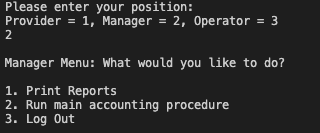 Please enter your position:
Provider = 1, Manager = 2, Operator = 3
2
Manager Menu: What would you like to do?
1. Print Reports
2. Run main accounting procedure
3. Log Out